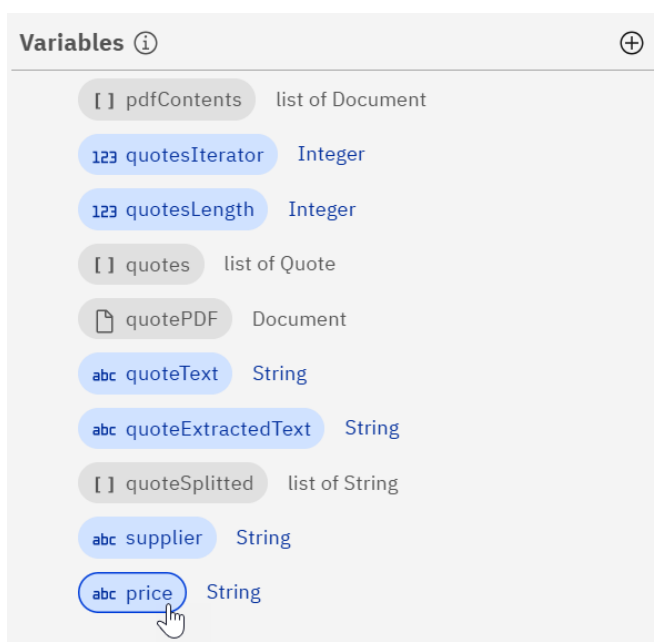 Variables
[ ] pdfContents list of Document
123 quotesIterator Integer
123 quotesLength Integer
[ ] quotes list of Quote
quotePDF Document
abc quoteText String
abc quoteExtractedText String
[ ] quoteSplitted list of String
abc supplier String
abc price String